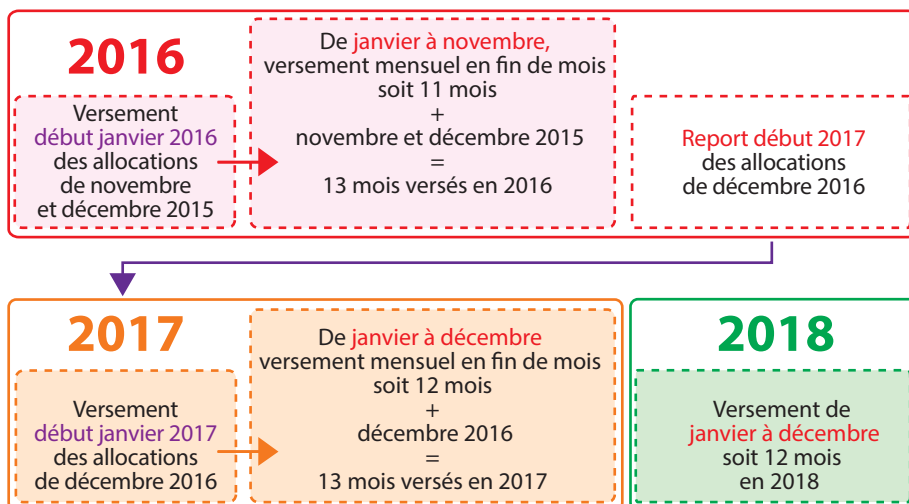 2016
Versement
début janvier 2016
des allocations
de novembre
et décembre 2015
De janvier à novembre,
versement mensuel en fin de mois
soit 11 mois
+
novembre et décembre 2015
=
13 mois versés en 2016
Report début 2017
des allocations
de décembre 2016
2017
Versement
début janvier 2017
des allocations
de décembre 2016
De janvier à décembre
versement mensuel en fin de mois
soit 12 mois
+
décembre 2016
=
13 mois versés en 2017
2018
Versement de
janvier à décembre
soit 12 mois
en 2018